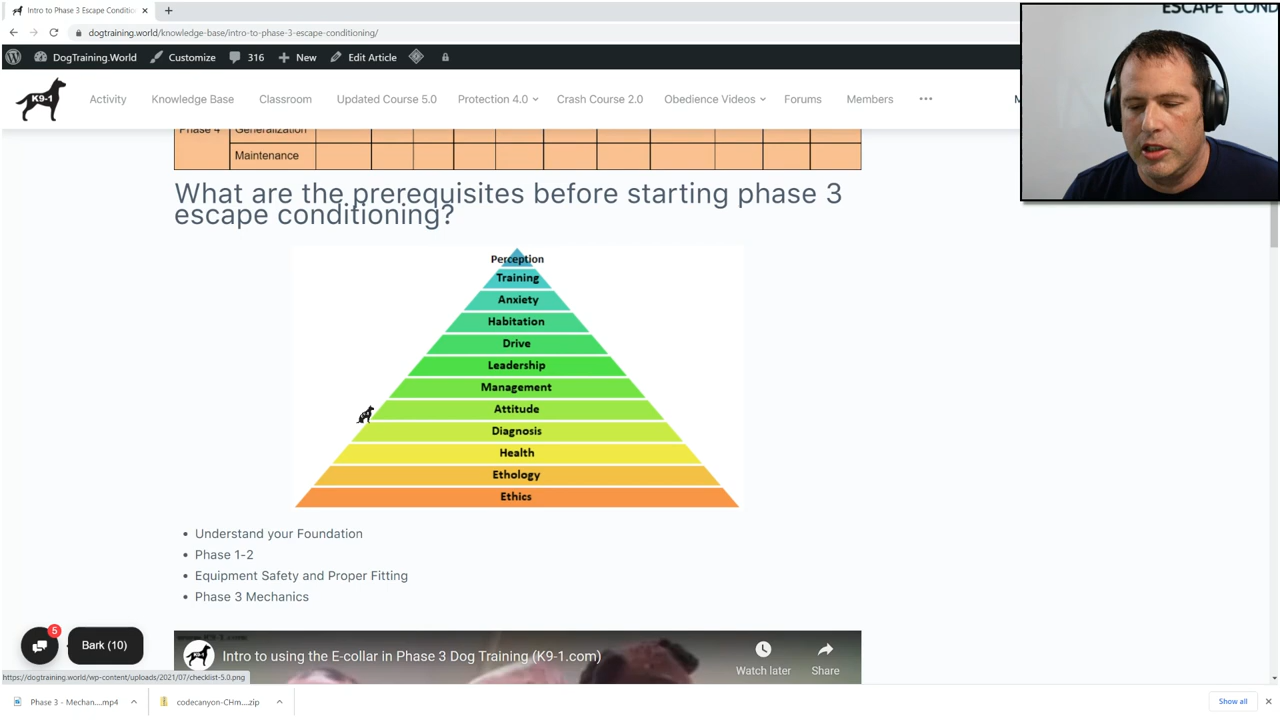 Intro to Phase 3 Escape Conditio
ESCAPE COND
dogtraining.world/knowledge-base/intro-to-phase-3-escape-conditioning/
DogTraining.World
Customize
316
New
Edit Article
K9-1
Activity
Knowledge Base
Classroom
Updated Course 5.0
Protection 4.0
Crash Course 2.0
Obedience Videos
Forums
Members
M
Phase 4
Generalization
Maintenance
What are the prerequisites before starting phase 3
escape conditioning?
Perception
Training
Anxiety
Habitation
Drive
Leadership
Management
Attitude
Diagnosis
Health
Ethology
Ethics
• Understand your Foundation
• Phase 1-2
• Equipment Safety and Proper Fitting
• Phase 3 Mechanics
5
Bark (10)
Intro to using the E-collar in Phase 3 Dog Training (K9-1.com)
Watch later
Share
https://dogtraining.world/wp-content/uploads/2021/07/checklist-5.0.png
Phase 3 - Mechan....mp4
codecanyon-CHm....zip
Show all